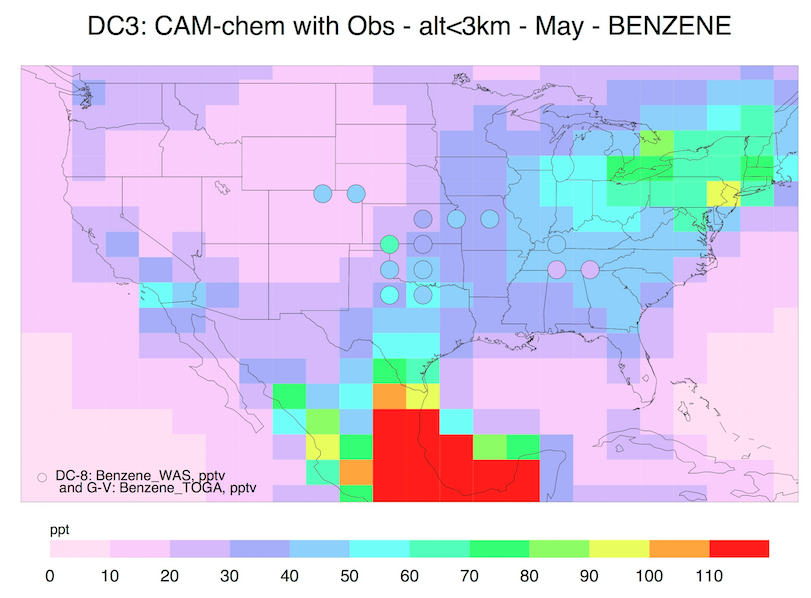 DC3: CAM-chem with Obs - alt<3km - May - BENZENE
DC-8: Benzene_WAS, pptv
and G-V: Benzene_TOGA, pptv
ppt
0 10 20 30 40 50 60 70 80 90 100 110